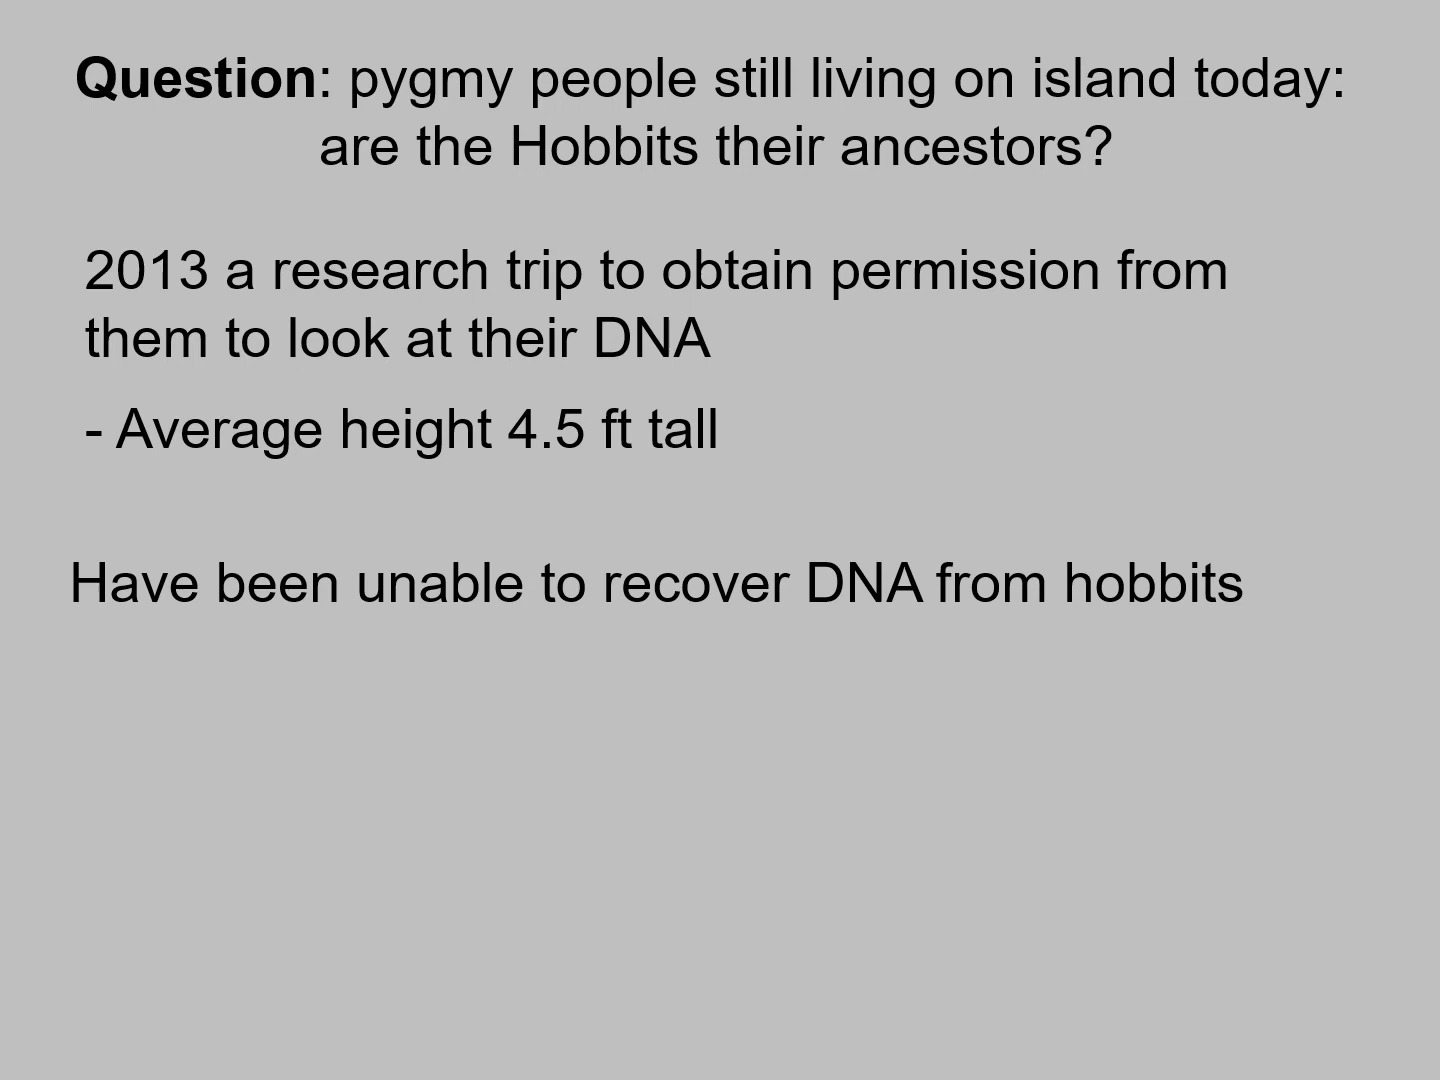 Question: pygmy people still living on island today:
are the Hobbits their ancestors?
2013 a research trip to obtain permission from
them to look at their DNA
- Average height 4.5 ft tall
Have been unable to recover DNA from hobbits